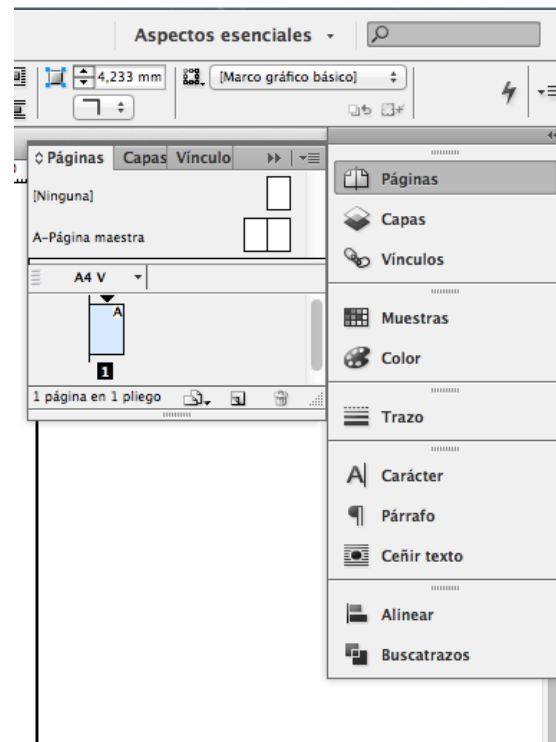 Aspectos esenciales
4,233 mm
[Marco gráfico básico]
Páginas Capas Vínculo
[Ninguna]
A-Página maestra
A4 V
A
1
1 página en 1 pliego
Páginas
Capas
Vínculos
Muestras
Color
Trazo
Carácter
Párrafo
Ceñir texto
Alinear
Buscatrazos